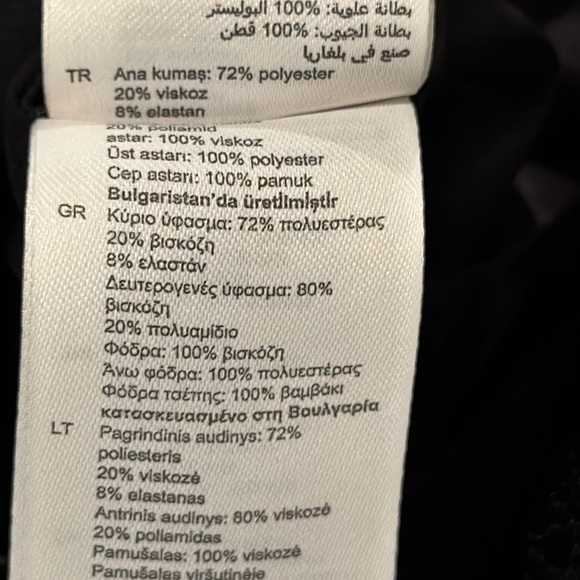 بطانة علوية: 100% البوليستر
بطانة الجيوب: 100% قطن
صنع في بلغاريا
TR Ana kumaş: 72% polyester
20% viskoz
8% elastan
20% poliamid
astar: 100% viskoz
Üst astarı: 100% polyester
Cep astarı: 100% pamuk
Bulgaristan'da üretilmiştir
GR Κύριο ύφασμα: 72% πολυεστέρας
20% βισκόζη
8% ελαστάν
Δευτερογενές ύφασμα: 80%
βισκόζη
20% πολυαμίδιο
Φόδρα: 100% βισκόζη
Άνω φόδρα: 100% πολυεστέρας
Φόδρα τσέπης: 100% βαμβάκι
κατασκευασμένο στη Βουλγαρία
LT Pagrindinis audinys: 72%
poliesteris
20% viskozė
8% elastanas
Antrinis audinys: 80% viskozė
20% poliamidas
Pamušalas: 100% viskozė
Pamušalas viršutinėje